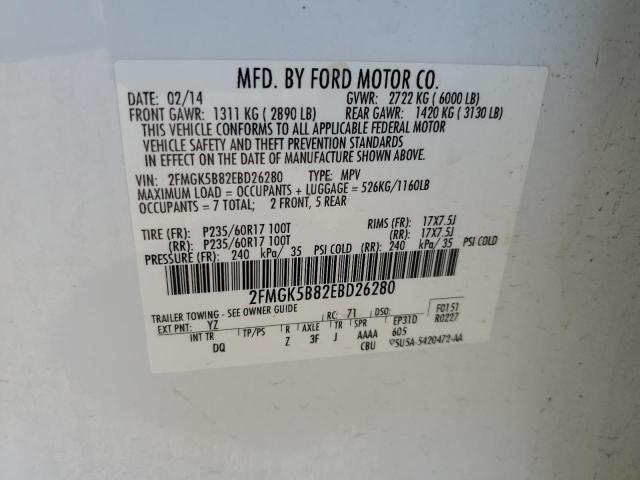 MFD. BY FORD MOTOR CO.
DATE: 02/14 GVWR: 2722 KG ( 6000 LB)
FRONT GAWR: 1311 KG ( 2890 LB) REAR GAWR: 1420 KG ( 3130 LB)
THIS VEHICLE CONFORMS TO ALL APPLICABLE FEDERAL MOTOR
VEHICLE SAFETY AND THEFT PREVENTION STANDARDS
IN EFFECT ON THE DATE OF MANUFACTURE SHOWN ABOVE.
VIN: 2FMGK5B82EBD26280 TYPE: MPV
MAXIMUM LOAD = OCCUPANTS + LUGGAGE = 526KG/1160LB
OCCUPANTS = 7 TOTAL; 2 FRONT, 5 REAR
TIRE (FR): P235/60R17 100T RIMS (FR): 17X7.5J
(RR): P235/60R17 100T (RR): 17X7.5J
PRESSURE (FR): 240 kPa/ 35 PSI COLD (RR): 240 kPa/ 35 PSI COLD
2FMGK5B82EBD26280
TRAILER TOWING - SEE OWNER GUIDE F0151
EXT PNT: YZ RC: 71 DSO: R0227
INT TR TP/PS R AXLE TR SPR EP31D
DQ Z 3F J AAAA 605
CBU ▽5U5A-5420472-AA